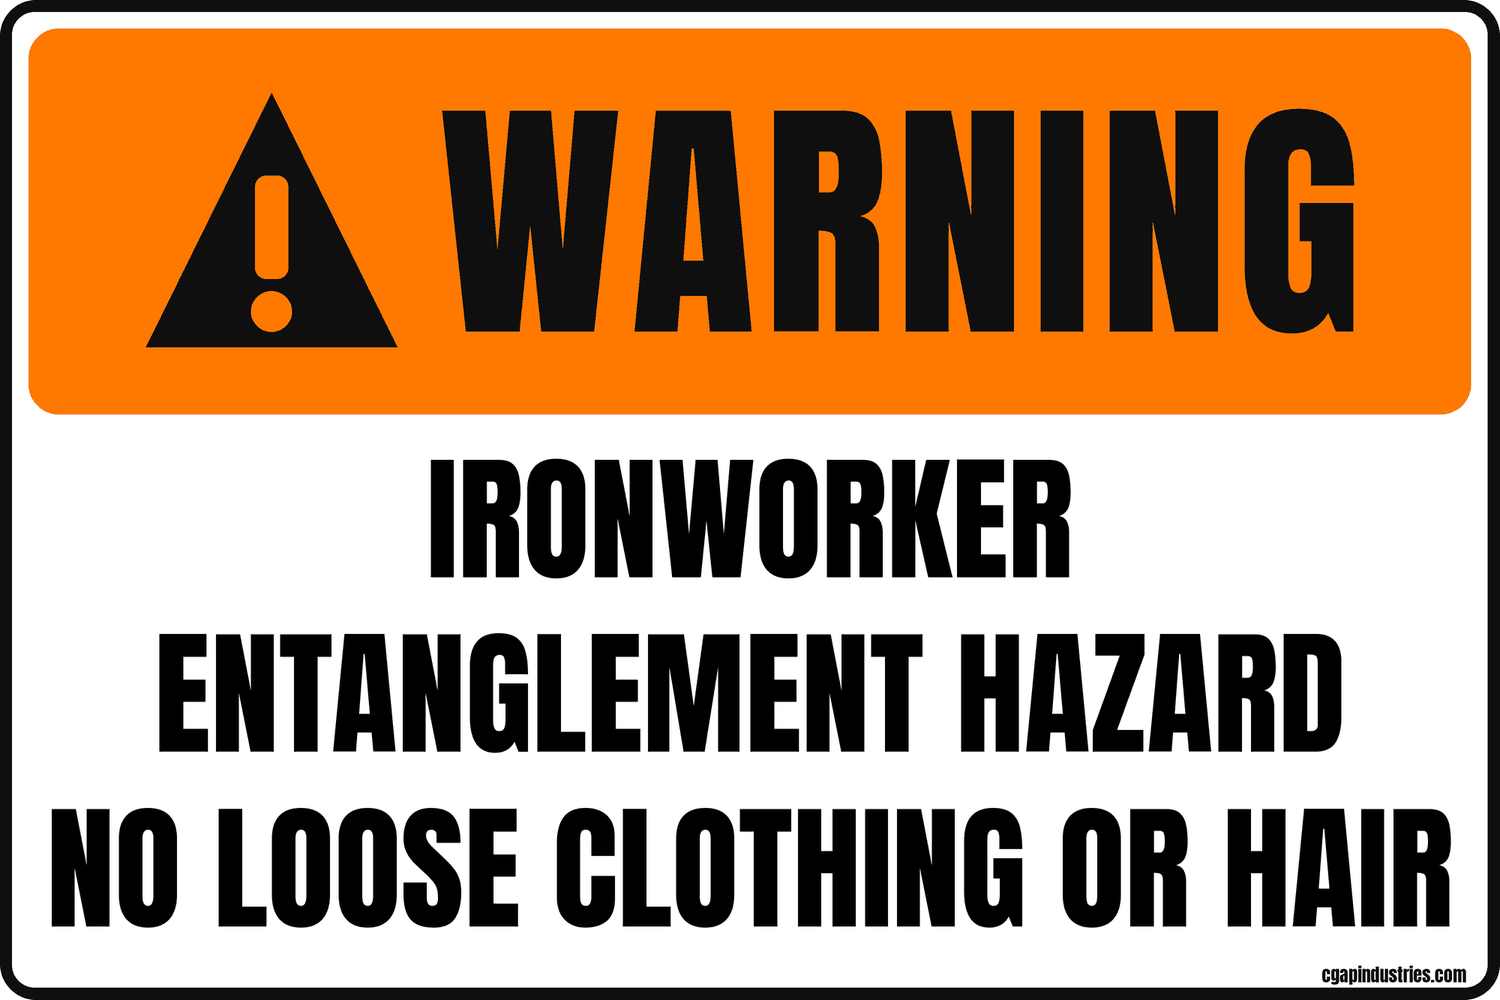 WARNING
IRONWORKER
ENTANGLEMENT HAZARD
NO LOOSE CLOTHING OR HAIR
cgapindustries.com